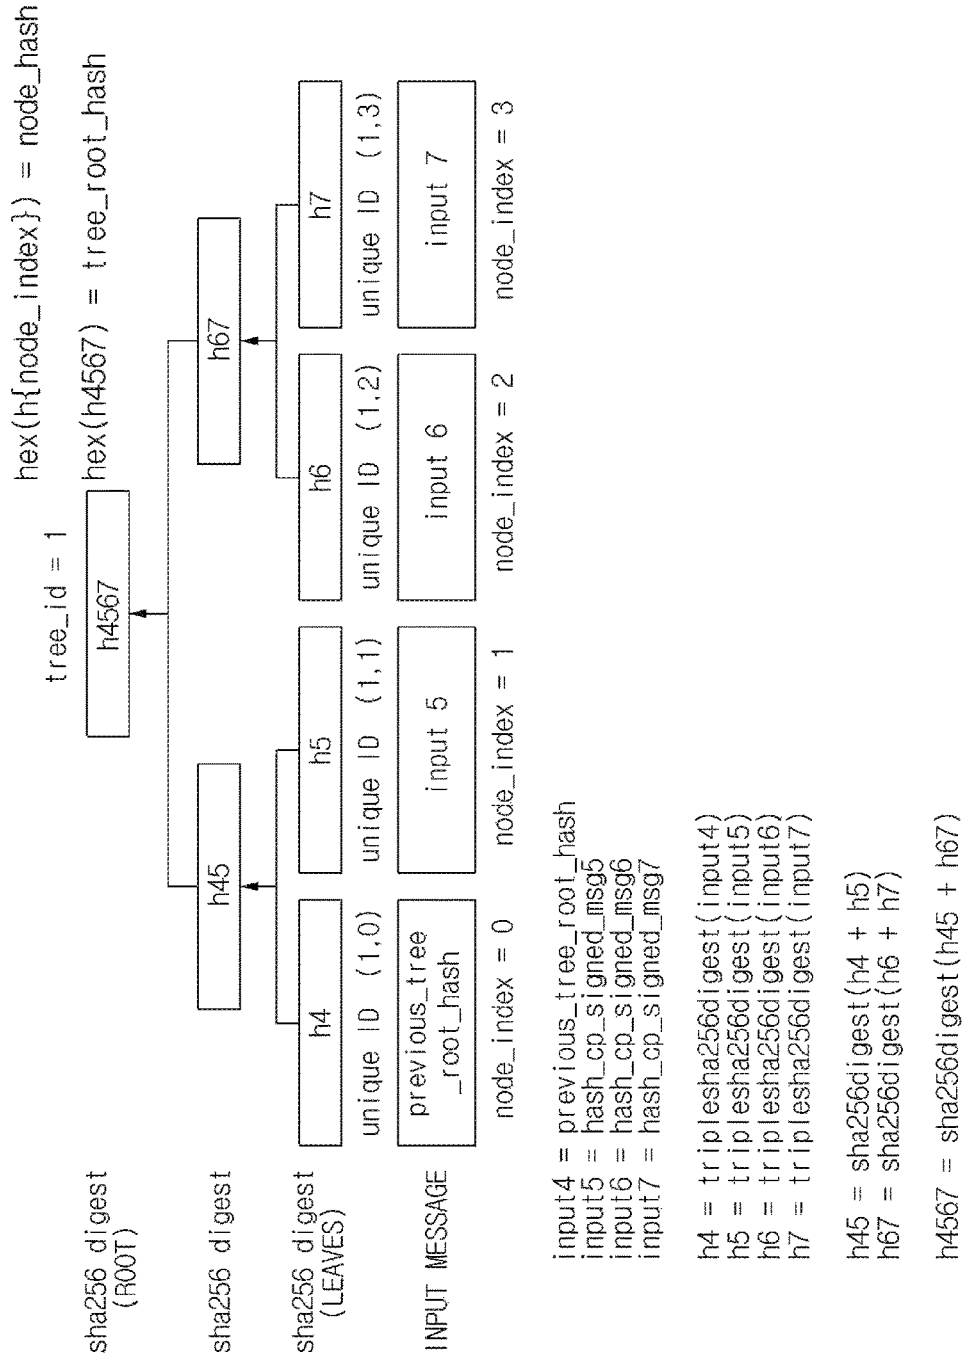 hex(h{node_index}) = node_hash
tree_id = 1
hex(h4567) = tree_root_hash
sha256 digest
(ROOT)
h4567
sha256 digest
h45
h67
sha256 digest
(LEAVES)
h4
h5
h6
h7
unique ID (1,0)
unique ID (1,1)
unique ID (1,2)
unique ID (1,3)
INPUT MESSAGE
previous_tree
_root_hash
input 5
input 6
input 7
node_index = 0
node_index = 1
node_index = 2
node_index = 3
input4 = previous_tree_root_hash
input5 = hash_cp_signed_msg5
input6 = hash_cp_signed_msg6
input7 = hash_cp_signed_msg7
h4 = triplesha256digest(input4)
h5 = triplesha256digest(input5)
h6 = triplesha256digest(input6)
h7 = triplesha256digest(input7)
h45 = sha256digest(h4 + h5)
h67 = sha256digest(h6 + h7)
h4567 = sha256digest(h45 + h67)